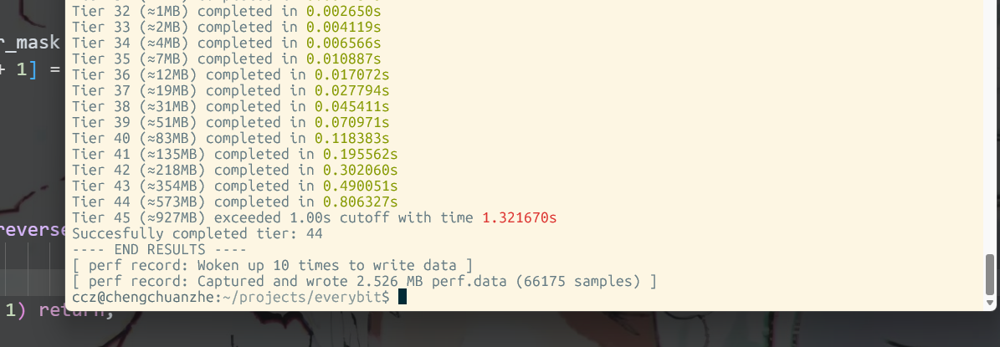 Tier 32 (≈1MB) completed in 0.002650s
Tier 33 (≈2MB) completed in 0.004119s
Tier 34 (≈4MB) completed in 0.006566s
Tier 35 (≈7MB) completed in 0.010887s
Tier 36 (≈12MB) completed in 0.017072s
Tier 37 (≈19MB) completed in 0.027794s
Tier 38 (≈31MB) completed in 0.045411s
Tier 39 (≈51MB) completed in 0.070971s
Tier 40 (≈83MB) completed in 0.118383s
Tier 41 (≈135MB) completed in 0.195562s
Tier 42 (≈218MB) completed in 0.302060s
Tier 43 (≈354MB) completed in 0.490051s
Tier 44 (≈573MB) completed in 0.806327s
Tier 45 (≈927MB) exceeded 1.00s cutoff with time 1.321670s
Succesfully completed tier: 44
---- END RESULTS ----
[ perf record: Woken up 10 times to write data ]
[ perf record: Captured and wrote 2.526 MB perf.data (66175 samples) ]
ccz@chengchuanzhe:~/projects/everybit$
r_mask
+ 1] =
reverse
1) return;